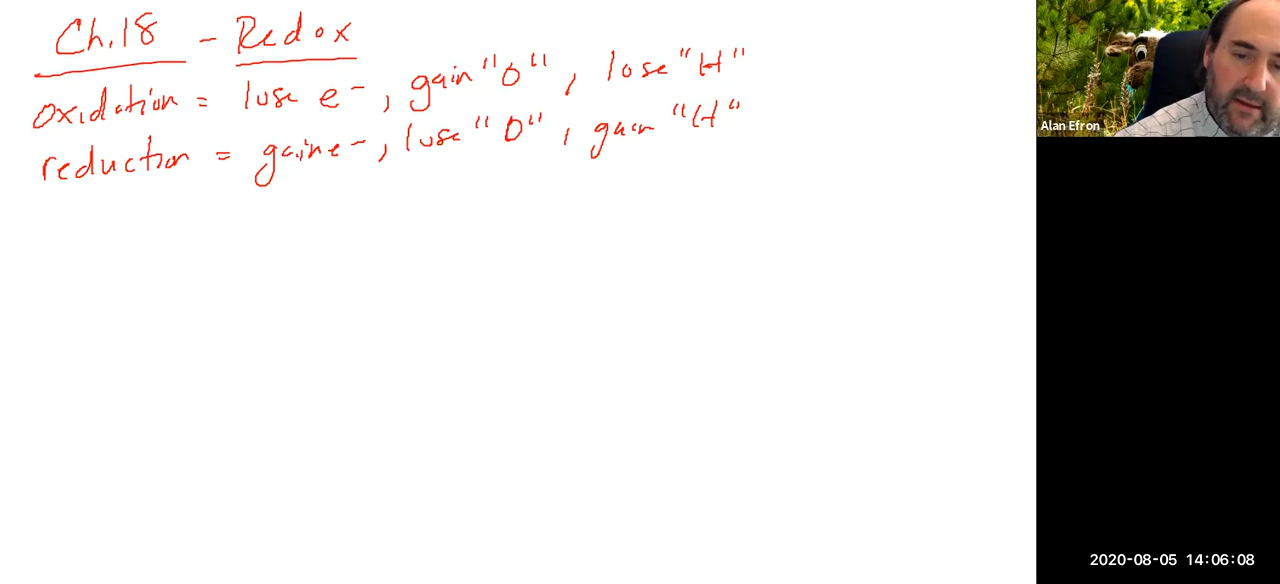 Ch.18 - Redox
oxidation = lose e-, gain "O", lose "H"
reduction = gain e-, lose "O", gain "H"
Alan Efron
2020-08-05 14:06:08